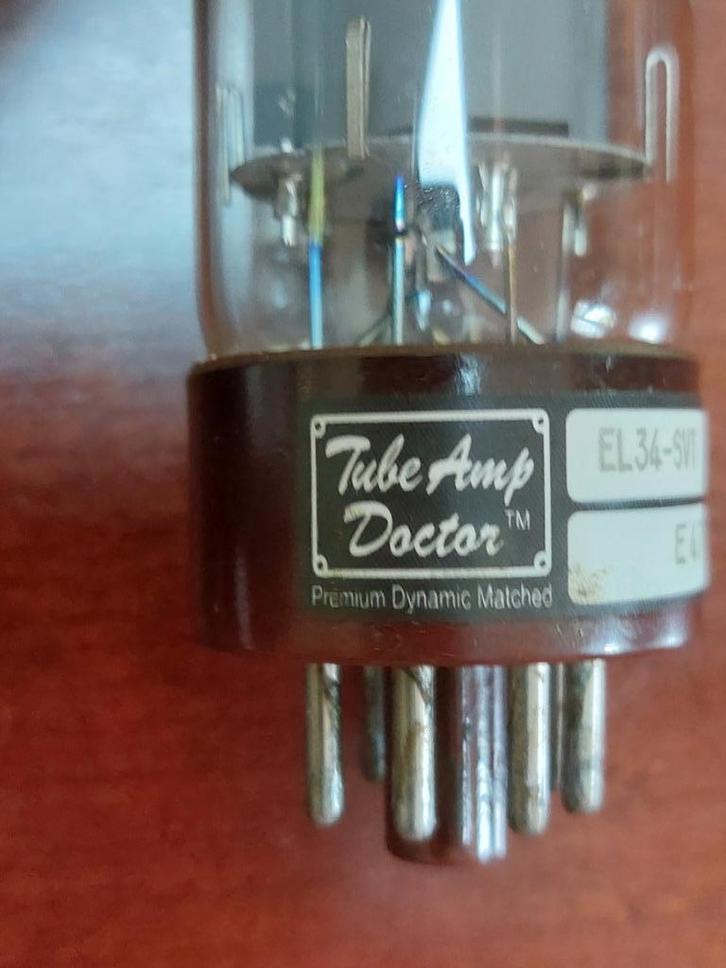 Tube Amp
Doctor™
Premium Dynamic Matched
EL34-SVT